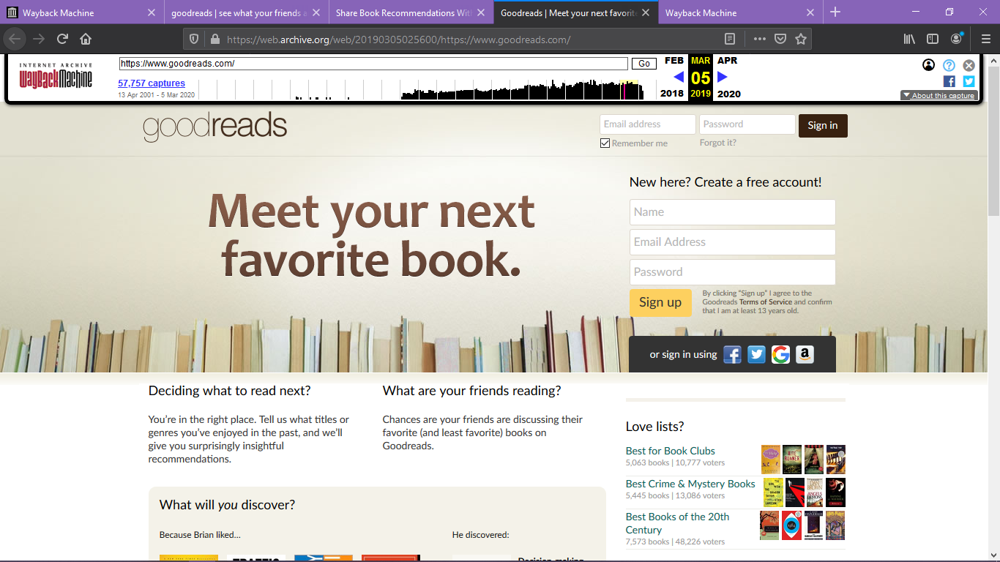 Wayback Machine
goodreads | see what your friends a
Share Book Recommendations With
Goodreads | Meet your next favorite
Wayback Machine
https://web.archive.org/web/20190305025600/https://www.goodreads.com/
INTERNET ARCHIVE
WayBackMachine
https://www.goodreads.com/
Go
57,757 captures
13 Apr 2001 - 5 Mar 2020
FEB MAR APR
05
2018 2019 2020
About this capture
goodreads
Email address
Password
Sign in
Remember me
Forgot it?
Meet your next
favorite book.
New here? Create a free account!
Name
Email Address
Password
Sign up
By clicking “Sign up” I agree to the
Goodreads Terms of Service and confirm
that I am at least 13 years old.
or sign in using
Deciding what to read next?
You’re in the right place. Tell us what titles or
genres you’ve enjoyed in the past, and we’ll
give you surprisingly insightful
recommendations.
What are your friends reading?
Chances are your friends are discussing their
favorite (and least favorite) books on
Goodreads.
What will you discover?
Because Brian liked...
He discovered:
Love lists?
Best for Book Clubs
5,063 books | 10,777 voters
Best Crime & Mystery Books
5,445 books | 13,086 voters
Best Books of the 20th
Century
7,573 books | 48,226 voters